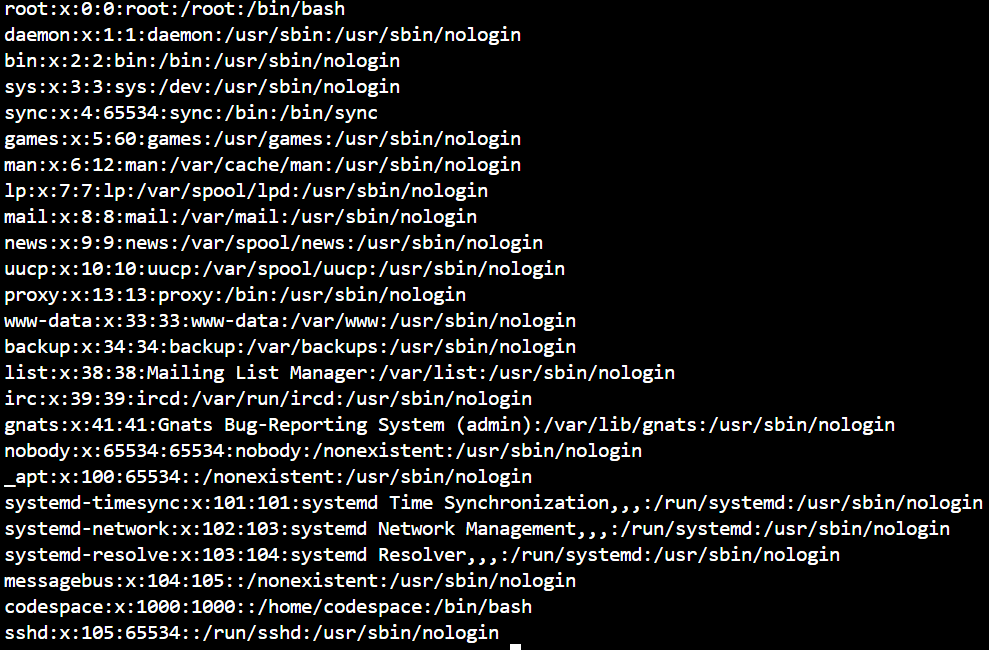 root:x:0:0:root:/root:/bin/bash
daemon:x:1:1:daemon:/usr/sbin:/usr/sbin/nologin
bin:x:2:2:bin:/bin:/usr/sbin/nologin
sys:x:3:3:sys:/dev:/usr/sbin/nologin
sync:x:4:65534:sync:/bin:/bin/sync
games:x:5:60:games:/usr/games:/usr/sbin/nologin
man:x:6:12:man:/var/cache/man:/usr/sbin/nologin
lp:x:7:7:lp:/var/spool/lpd:/usr/sbin/nologin
mail:x:8:8:mail:/var/mail:/usr/sbin/nologin
news:x:9:9:news:/var/spool/news:/usr/sbin/nologin
uucp:x:10:10:uucp:/var/spool/uucp:/usr/sbin/nologin
proxy:x:13:13:proxy:/bin:/usr/sbin/nologin
www-data:x:33:33:www-data:/var/www:/usr/sbin/nologin
backup:x:34:34:backup:/var/backups:/usr/sbin/nologin
list:x:38:38:Mailing List Manager:/var/list:/usr/sbin/nologin
irc:x:39:39:ircd:/var/run/ircd:/usr/sbin/nologin
gnats:x:41:41:Gnats Bug-Reporting System (admin):/var/lib/gnats:/usr/sbin/nologin
nobody:x:65534:65534:nobody:/nonexistent:/usr/sbin/nologin
_apt:x:100:65534::/nonexistent:/usr/sbin/nologin
systemd-timesync:x:101:101:systemd Time Synchronization,,,:/run/systemd:/usr/sbin/nologin
systemd-network:x:102:103:systemd Network Management,,,:/run/systemd:/usr/sbin/nologin
systemd-resolve:x:103:104:systemd Resolver,,,:/run/systemd:/usr/sbin/nologin
messagebus:x:104:105::/nonexistent:/usr/sbin/nologin
codespace:x:1000:1000::/home/codespace:/bin/bash
sshd:x:105:65534::/run/sshd:/usr/sbin/nologin